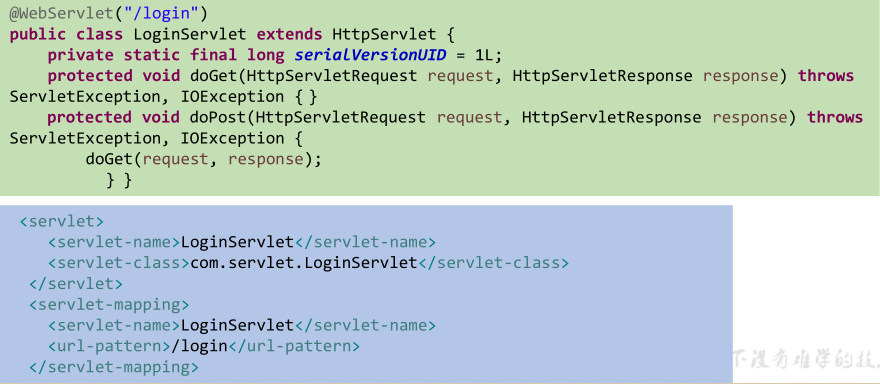 @WebServlet("/login")
public class LoginServlet extends HttpServlet {
private static final long serialVersionUID = 1L;
protected void doGet(HttpServletRequest request, HttpServletResponse response) throws
ServletException, IOException { }
protected void doPost(HttpServletRequest request, HttpServletResponse response) throws
ServletException, IOException {
doGet(request, response);
} }
<servlet>
<servlet-name>LoginServlet</servlet-name>
<servlet-class>com.servlet.LoginServlet</servlet-class>
</servlet>
<servlet-mapping>
<servlet-name>LoginServlet</servlet-name>
<url-pattern>/login</url-pattern>
</servlet-mapping>
下没有难学的技